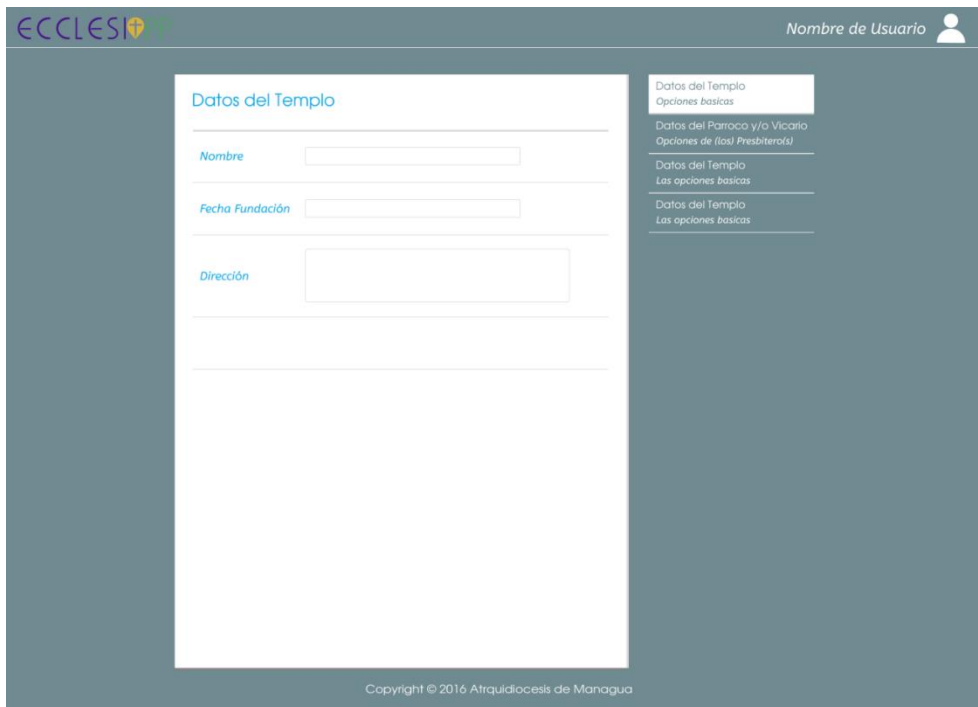 ECCLESI
Nombre de Usuario
Datos del Templo
Nombre
Fecha Fundación
Dirección
Datos del Templo
Opciones basicas
Datos del Parroco y/o Vicario
Opciones de (los) Presbitero(s)
Datos del Templo
Las opciones basicas
Datos del Templo
Las opciones basicas
Copyright © 2016 Atrquidiocesis de Managua